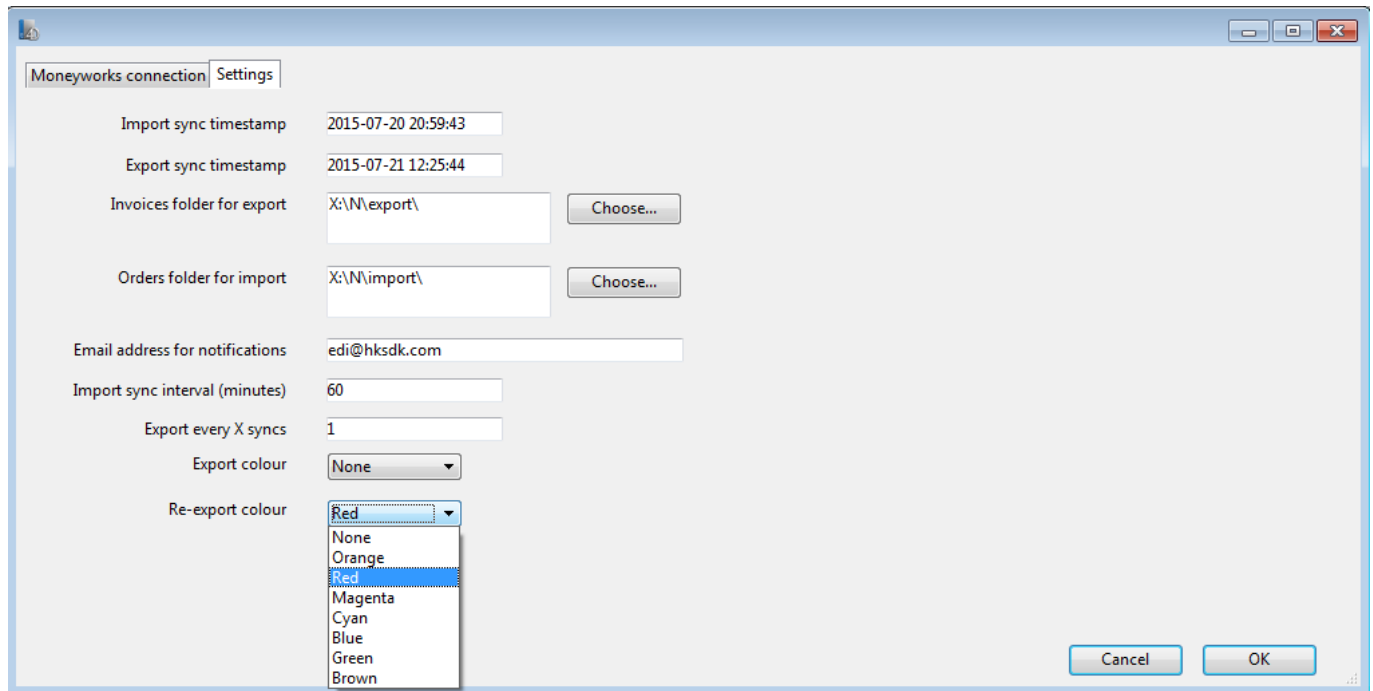 Moneyworks connection Settings
Import sync timestamp 2015-07-20 20:59:43
Export sync timestamp 2015-07-21 12:25:44
Invoices folder for export X:\N\export\ Choose...
Orders folder for import X:\N\import\ Choose...
Email address for notifications edi@hksdk.com
Import sync interval (minutes) 60
Export every X syncs 1
Export colour None
Re-export colour Red
None
Orange
Red
Magenta
Cyan
Blue
Green
Brown
Cancel OK